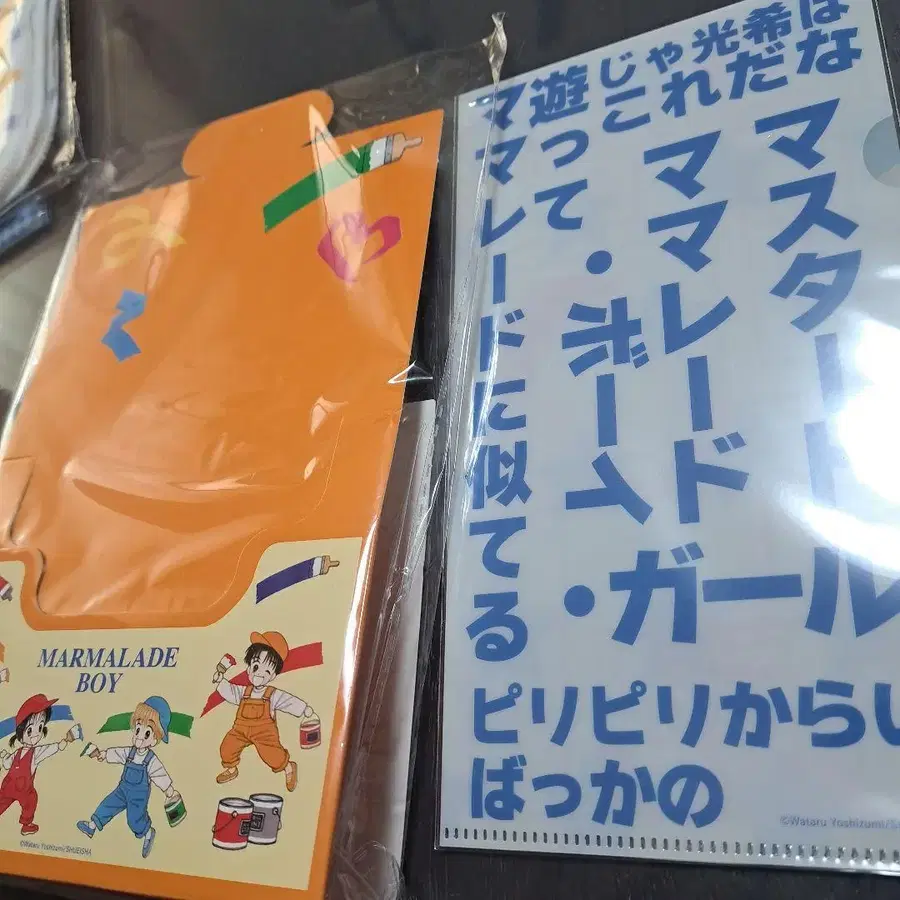 MARMALADE
BOY
©Wataru Yoshizumi/SHUEISHA
遊って
ママレードに似てる
ママレード
・ボーイ
じゃ光希は
これだな
マスタード
・ガール
ピリピリから
ばっかの
©Wataru Yoshizumi/